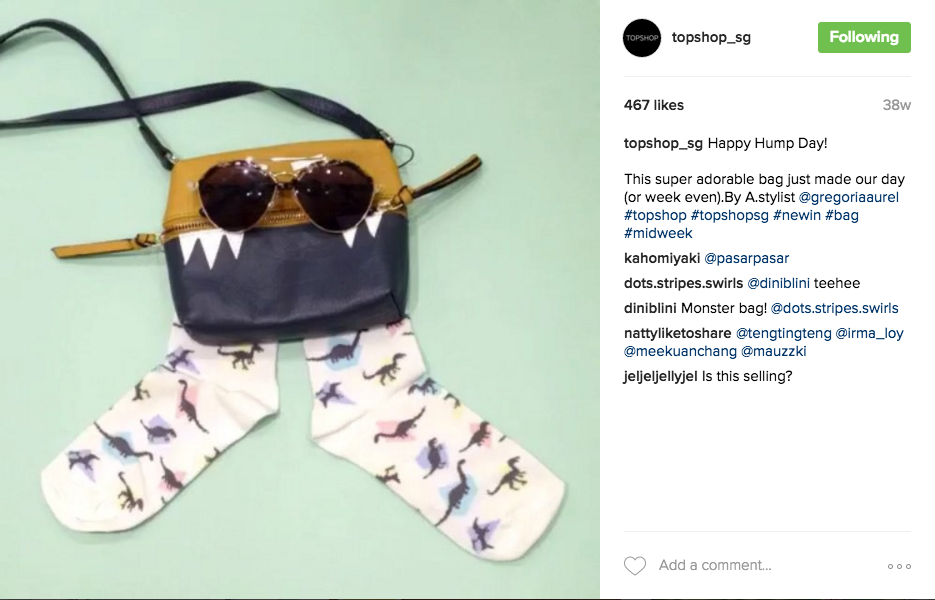 TOPSHOP
topshop_sg
Following
467 likes
38w
topshop_sg Happy Hump Day!
This super adorable bag just made our day
(or week even).By A.stylist @gregoriaaurel
#topshop #topshopsg #newin #bag
#midweek
kahomiyaki @pasarpasar
dots.stripes.swirls @diniblini teehee
diniblini Monster bag! @dots.stripes.swirls
nattyliketoshare @tengtingteng @irma_loy
@meekuanchang @mauzzki
jeljeljellyjel Is this selling?
Add a comment...